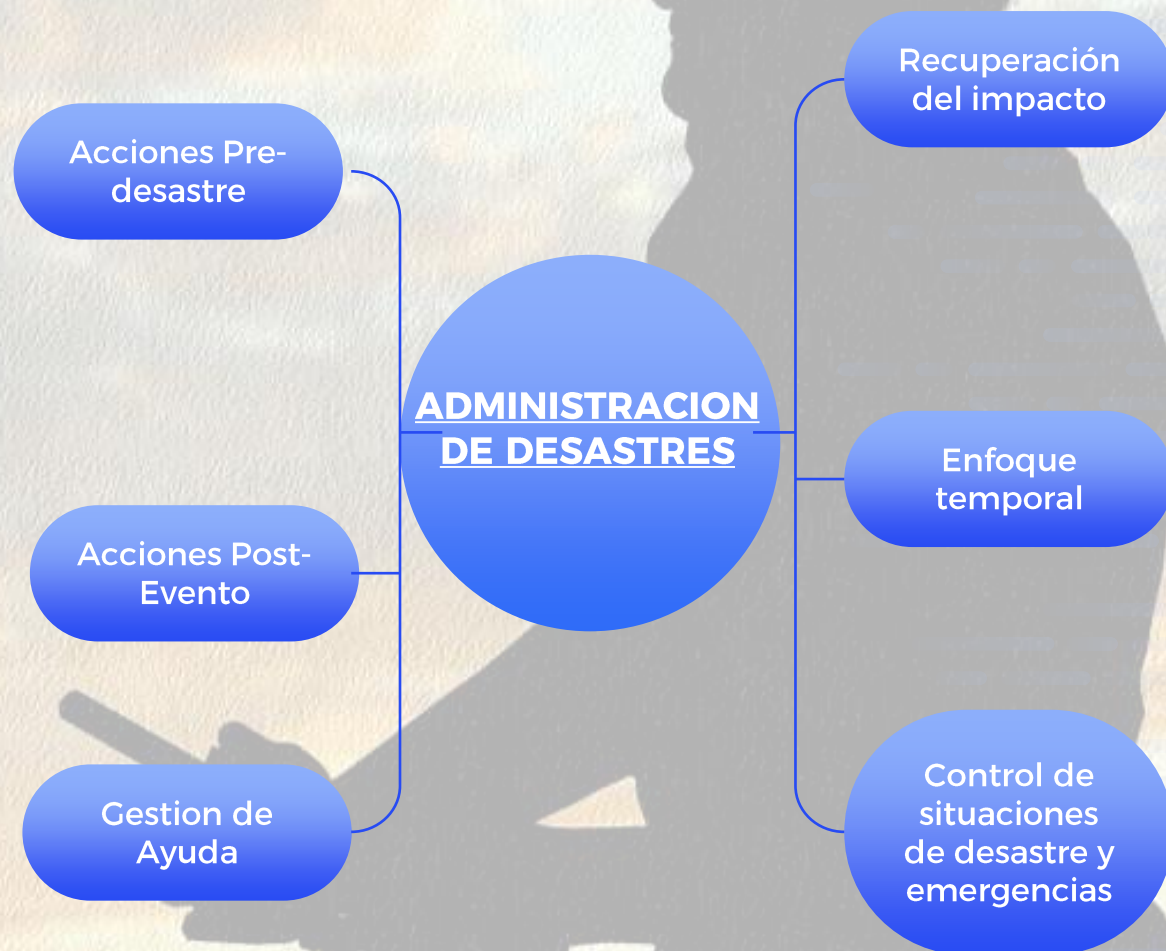 Acciones Pre-
desastre
Acciones Post-
Evento
Gestion de
Ayuda
ADMINISTRACION
DE DESASTRES
Recuperación
del impacto
Enfoque
temporal
Control de
situaciones
de desastre y
emergencias